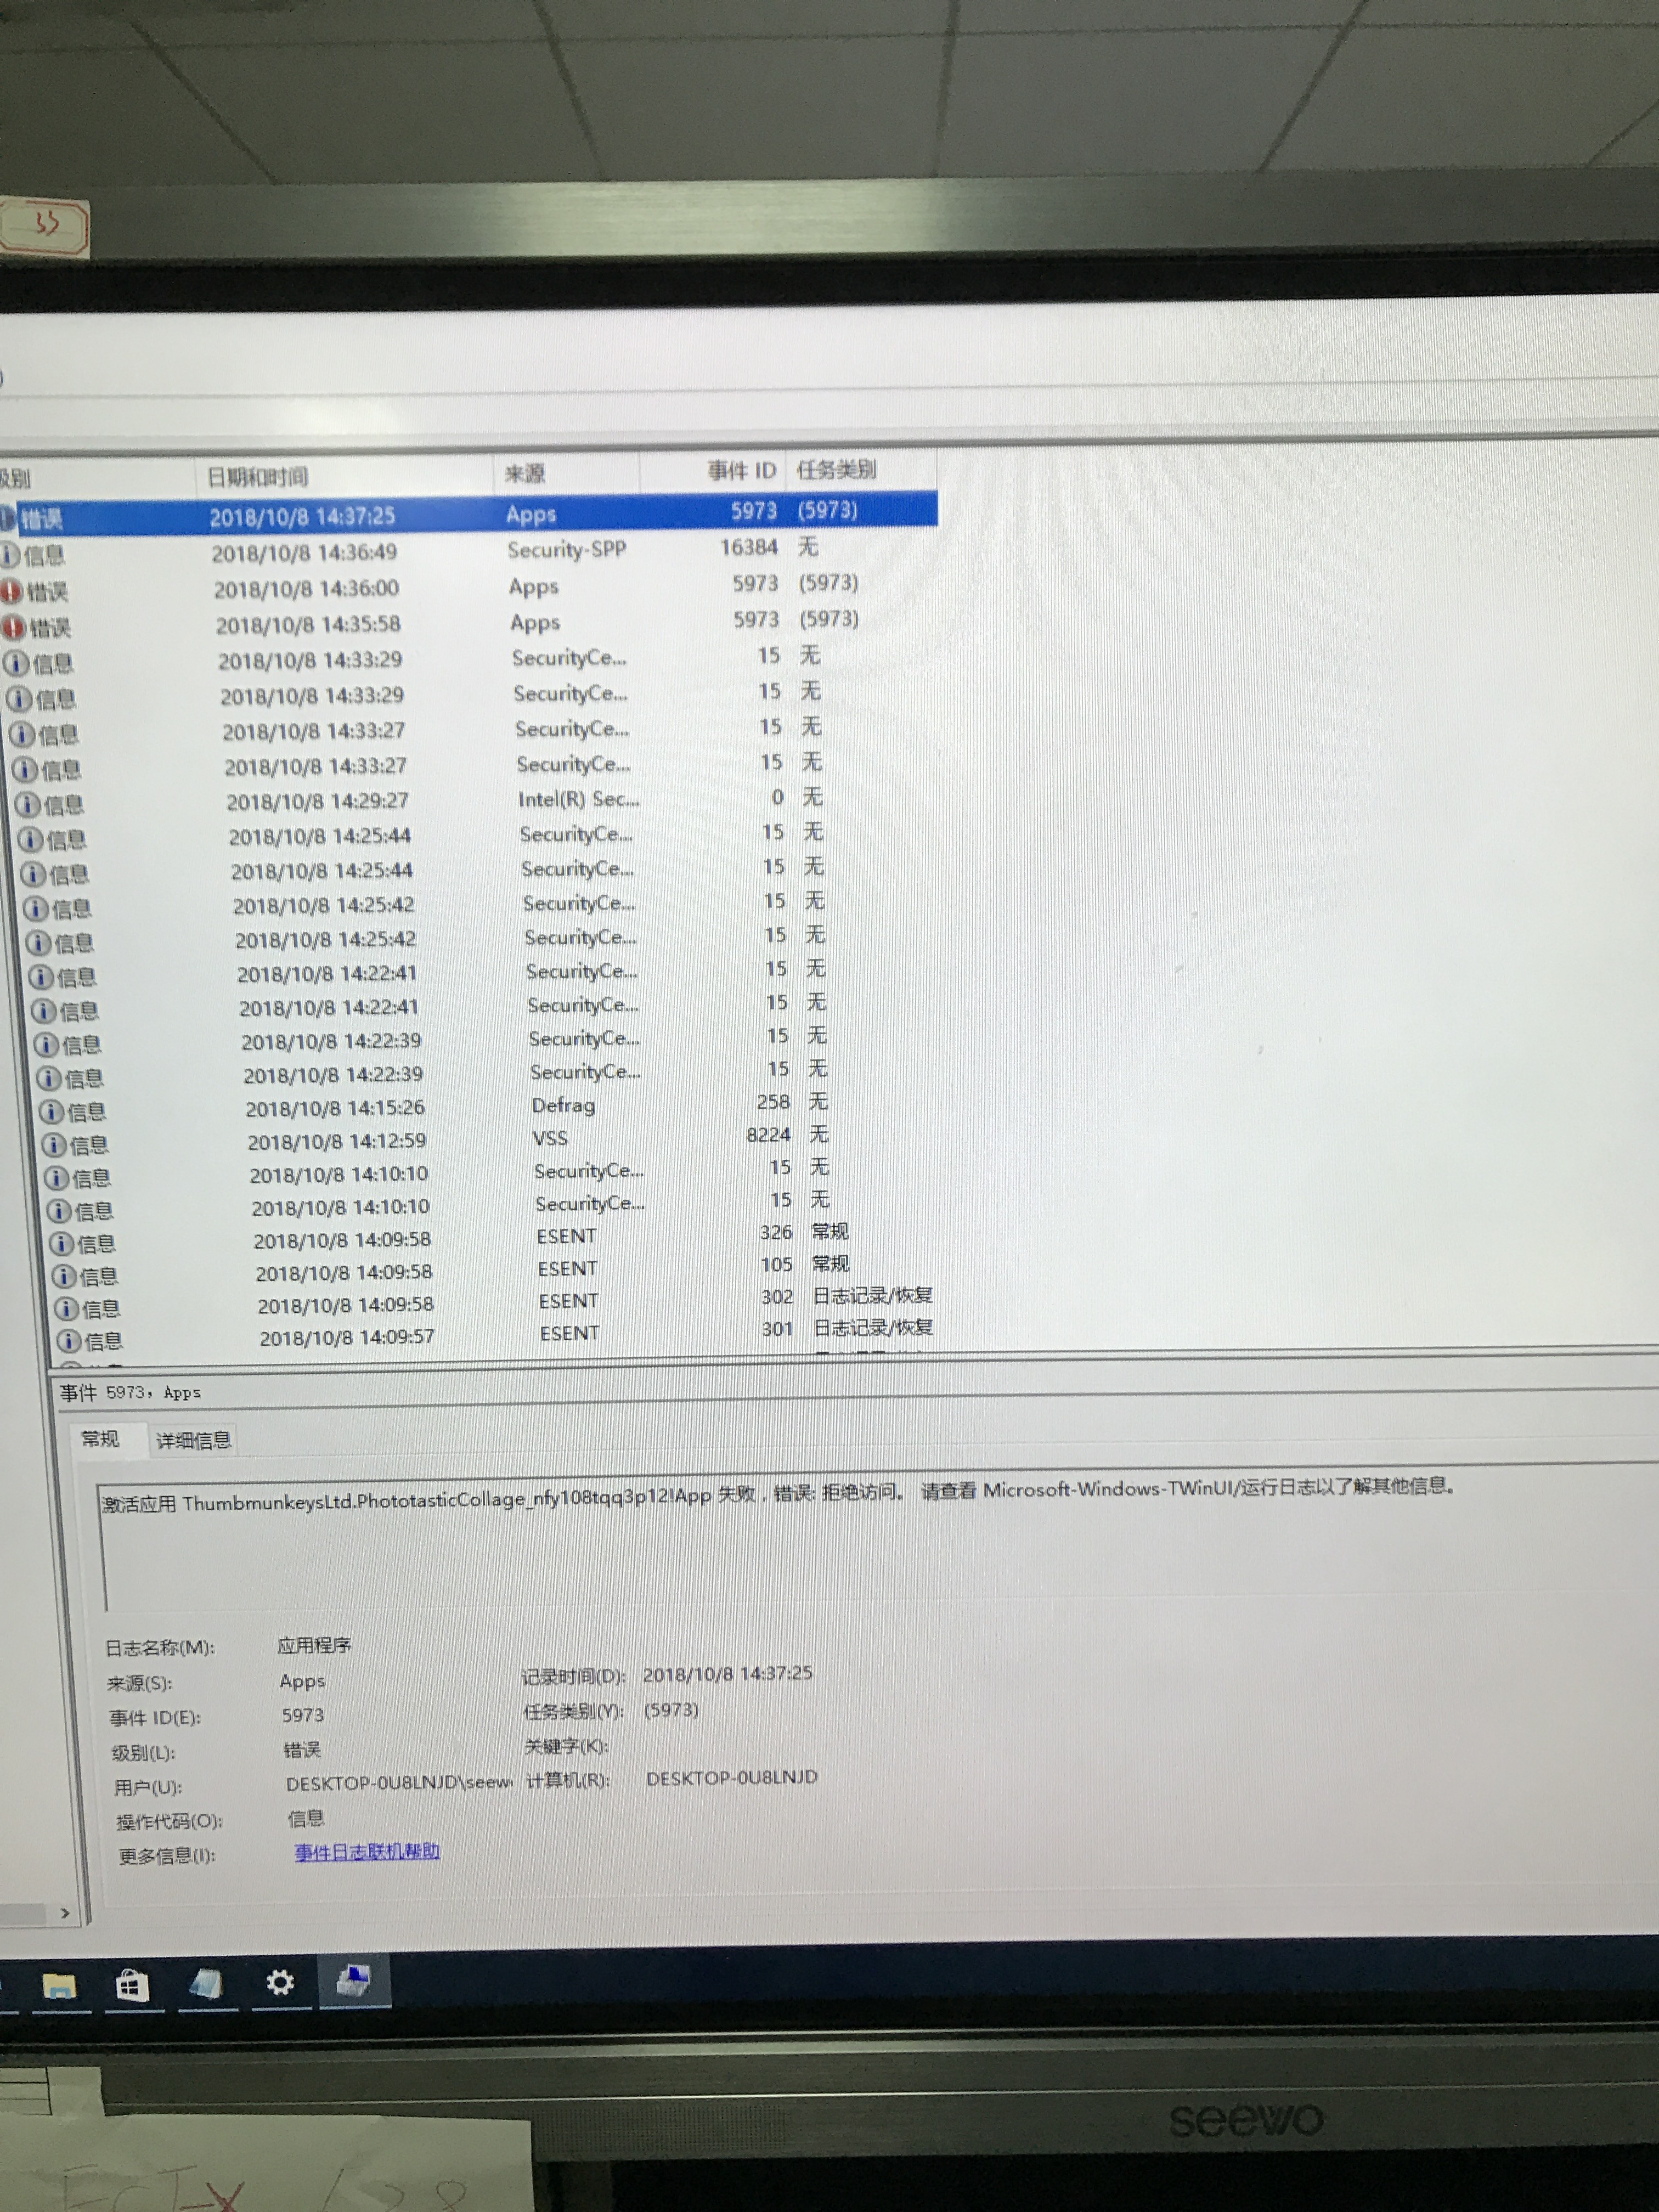 33
级别 日期和时间 来源 事件 ID 任务类别
错误 2018/10/8 14:37:25 Apps 5973 (5973)
信息 2018/10/8 14:36:49 Security-SPP 16384 无
错误 2018/10/8 14:36:00 Apps 5973 (5973)
错误 2018/10/8 14:35:58 Apps 5973 (5973)
信息 2018/10/8 14:33:29 SecurityCe... 15 无
信息 2018/10/8 14:33:29 SecurityCe... 15 无
信息 2018/10/8 14:33:27 SecurityCe... 15 无
信息 2018/10/8 14:33:27 SecurityCe... 15 无
信息 2018/10/8 14:29:27 Intel(R) Sec... 0 无
信息 2018/10/8 14:25:44 SecurityCe... 15 无
信息 2018/10/8 14:25:44 SecurityCe... 15 无
信息 2018/10/8 14:25:42 SecurityCe... 15 无
信息 2018/10/8 14:25:42 SecurityCe... 15 无
信息 2018/10/8 14:22:41 SecurityCe... 15 无
信息 2018/10/8 14:22:41 SecurityCe... 15 无
信息 2018/10/8 14:22:39 SecurityCe... 15 无
信息 2018/10/8 14:22:39 SecurityCe... 15 无
信息 2018/10/8 14:15:26 Defrag 258 无
信息 2018/10/8 14:12:59 VSS 8224 无
信息 2018/10/8 14:10:10 SecurityCe... 15 无
信息 2018/10/8 14:10:10 SecurityCe... 15 无
信息 2018/10/8 14:09:58 ESENT 326 常规
信息 2018/10/8 14:09:58 ESENT 105 常规
信息 2018/10/8 14:09:58 ESENT 302 日志记录/恢复
信息 2018/10/8 14:09:57 ESENT 301 日志记录/恢复
事件 5973，Apps
常规 详细信息
激活应用 ThumbmunkeysLtd.PhototasticCollage_nfy108tqq3p12!App 失败，错误: 拒绝访问。 请查看 Microsoft-Windows-TWinUI/运行日志以了解其他信息。
日志名称(M): 应用程序
来源(S): Apps 记录时间(D): 2018/10/8 14:37:25
事件 ID(E): 5973 任务类别(Y): (5973)
级别(L): 错误 关键字(K):
用户(U): DESKTOP-0U8LNJD\seew 计算机(R): DESKTOP-0U8LNJD
操作代码(O): 信息
更多信息(I): 事件日志联机帮助
seewo